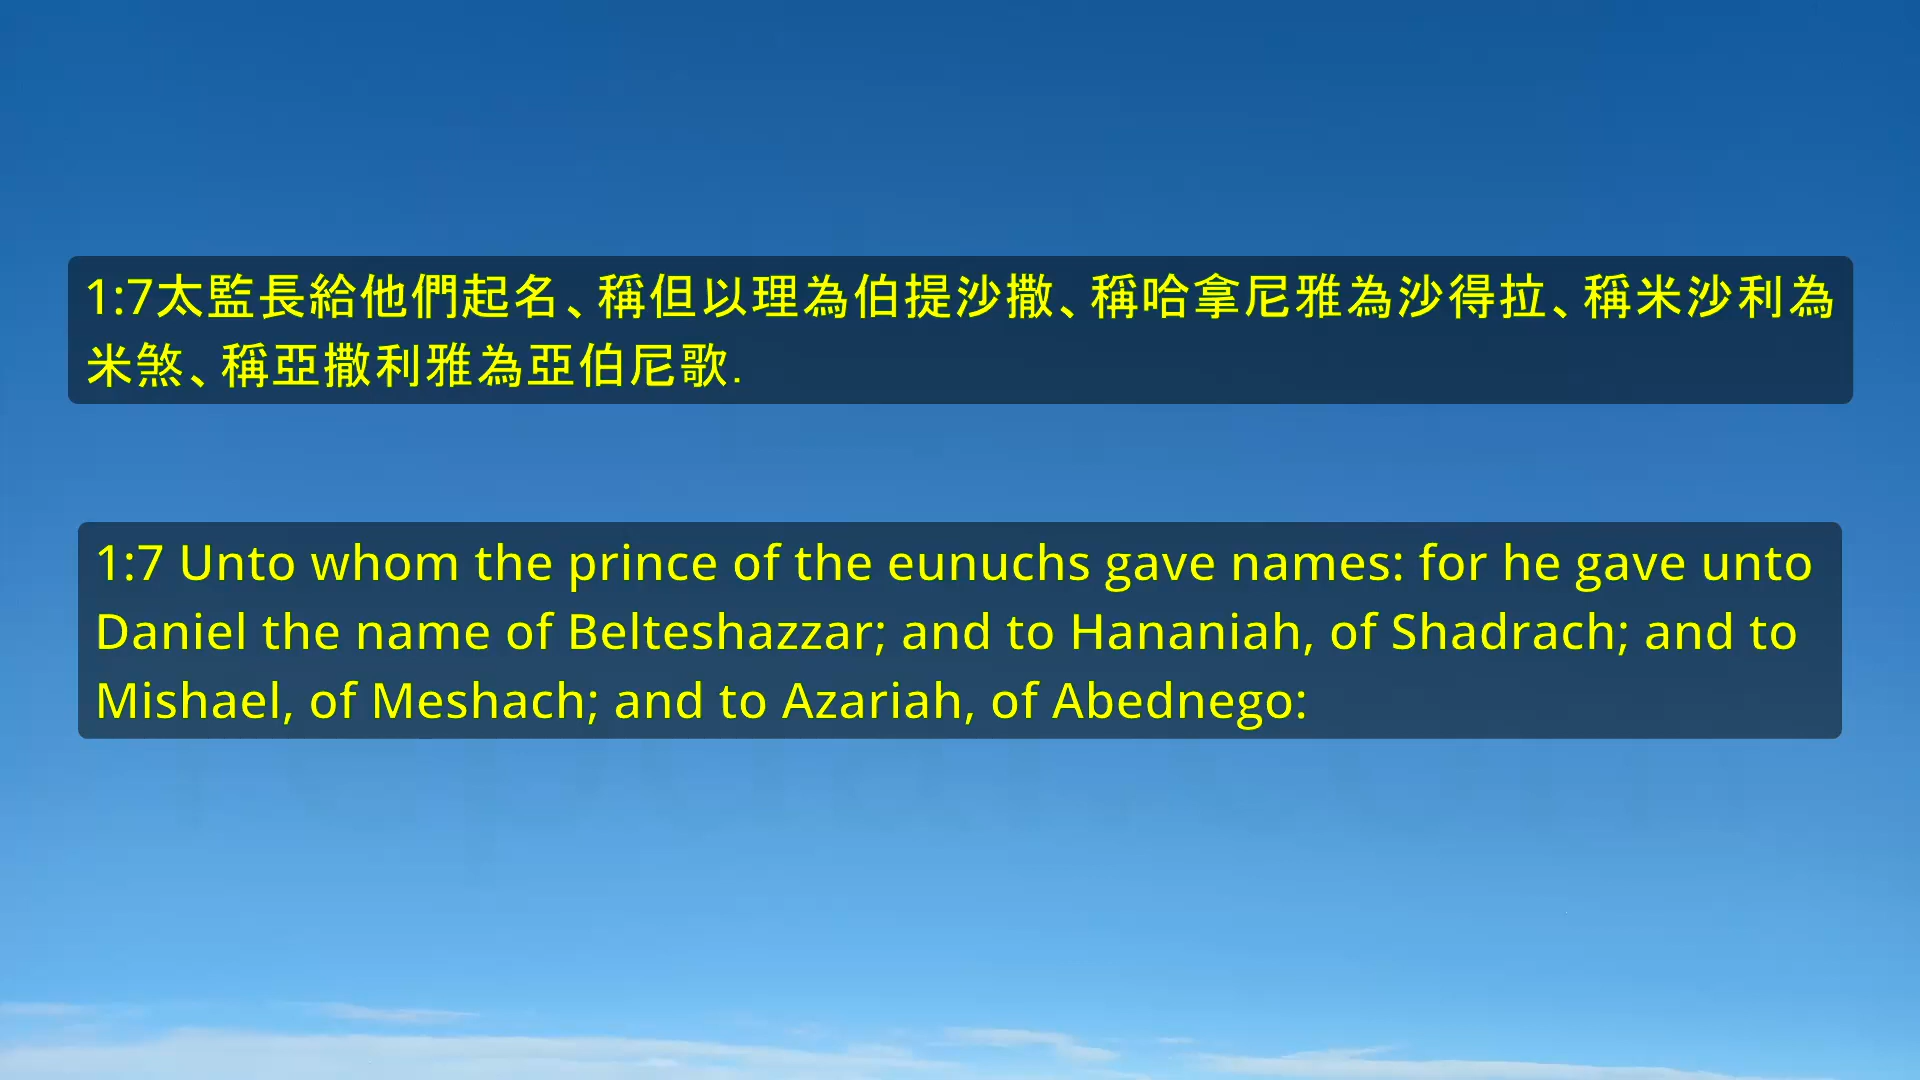 1:7太監長給他們起名、稱但以理為伯提沙撒、稱哈拿尼雅為沙得拉、稱米沙利為
米煞、稱亞撒利雅為亞伯尼歌.
1:7 Unto whom the prince of the eunuchs gave names: for he gave unto
Daniel the name of Belteshazzar; and to Hananiah, of Shadrach; and to
Mishael, of Meshach; and to Azariah, of Abednego: